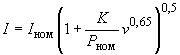 I = Iном (1 + K/Pном v^0,65)^0,5